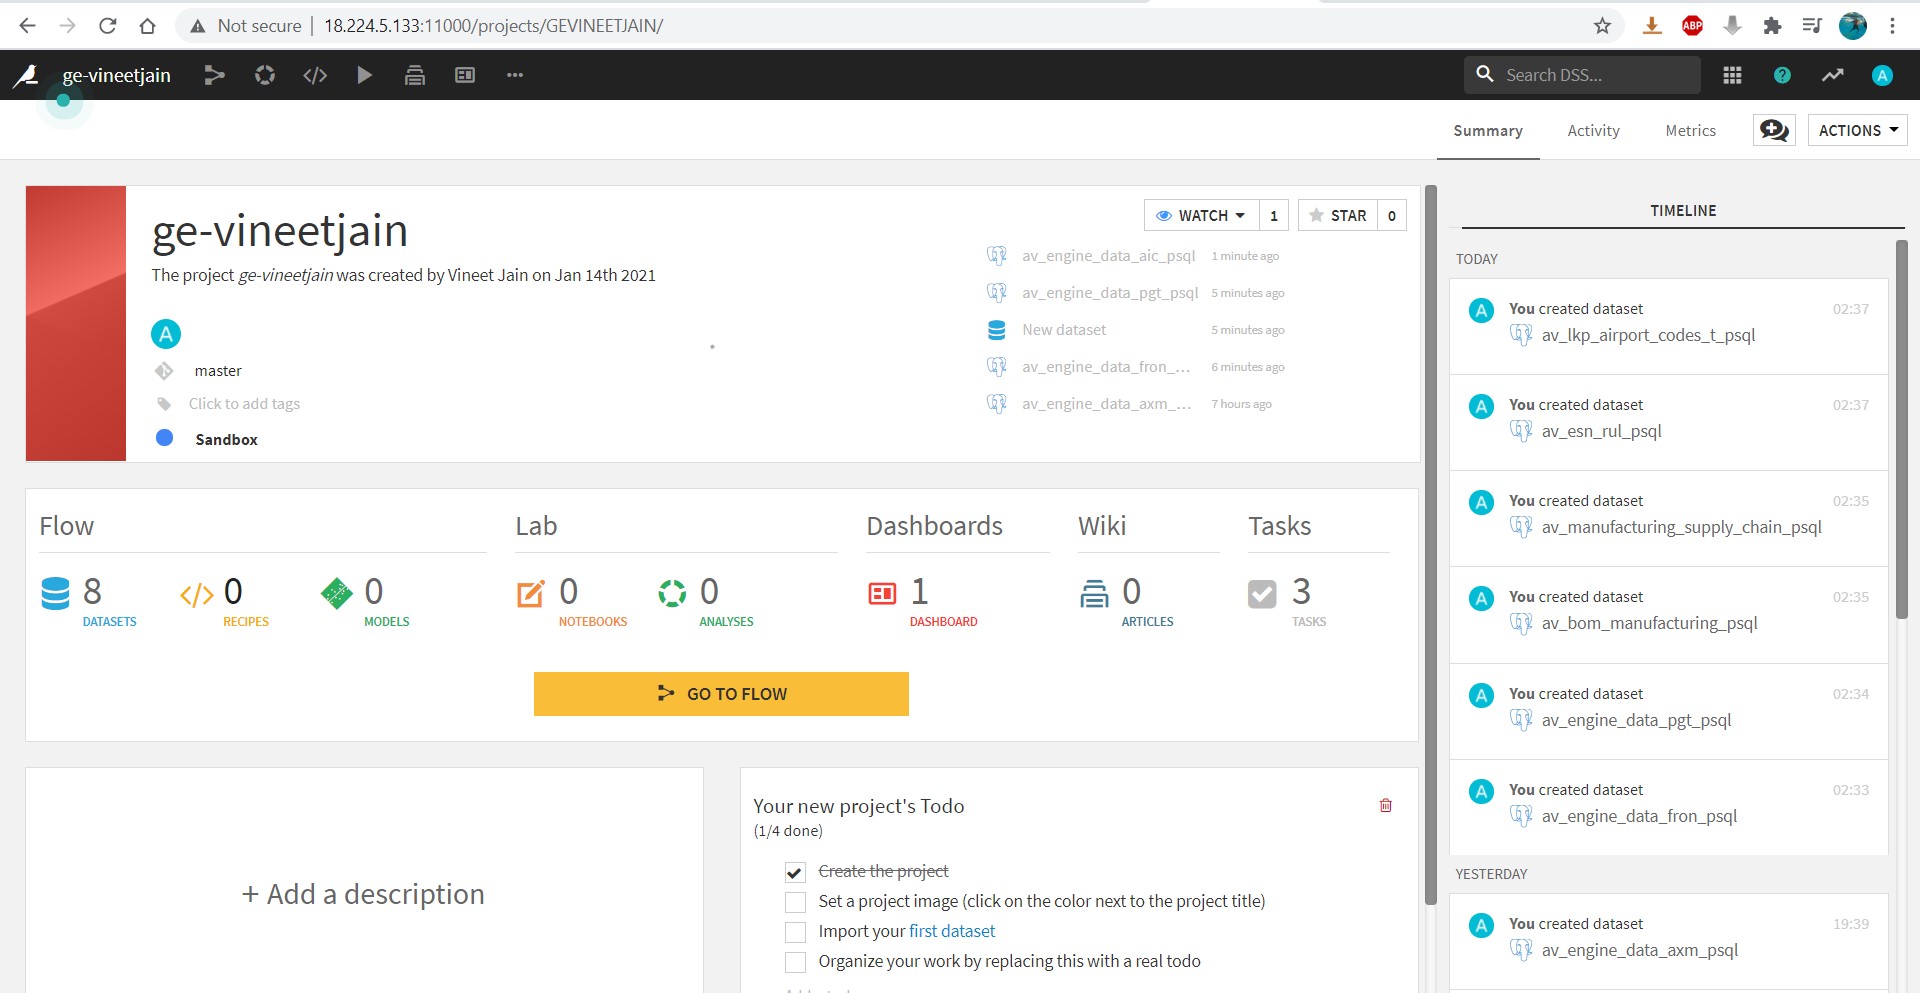 Not secure | 18.224.5.133:11000/projects/GEVINEETJAIN/
ABP
ge-vineetjain
Search DSS...
?
A
Summary
Activity
Metrics
ACTIONS
ge-vineetjain
The project ge-vineetjain was created by Vineet Jain on Jan 14th 2021
A
master
Click to add tags
Sandbox
WATCH 1
STAR 0
av_engine_data_aic_psql 1 minute ago
av_engine_data_pgt_psql 5 minutes ago
New dataset 5 minutes ago
av_engine_data_fron_... 6 minutes ago
av_engine_data_axm_... 7 hours ago
Flow
8
DATASETS
0
RECIPES
0
MODELS
Lab
0
NOTEBOOKS
0
ANALYSES
Dashboards
1
DASHBOARD
Wiki
0
ARTICLES
Tasks
3
TASKS
GO TO FLOW
+ Add a description
Your new project's Todo
(1/4 done)
Create the project
Set a project image (click on the color next to the project title)
Import your first dataset
Organize your work by replacing this with a real todo
TIMELINE
TODAY
A
You created dataset 02:37
av_lkp_airport_codes_t_psql
A
You created dataset 02:37
av_esn_rul_psql
A
You created dataset 02:35
av_manufacturing_supply_chain_psql
A
You created dataset 02:35
av_bom_manufacturing_psql
A
You created dataset 02:34
av_engine_data_pgt_psql
A
You created dataset 02:33
av_engine_data_fron_psql
YESTERDAY
A
You created dataset 19:39
av_engine_data_axm_psql